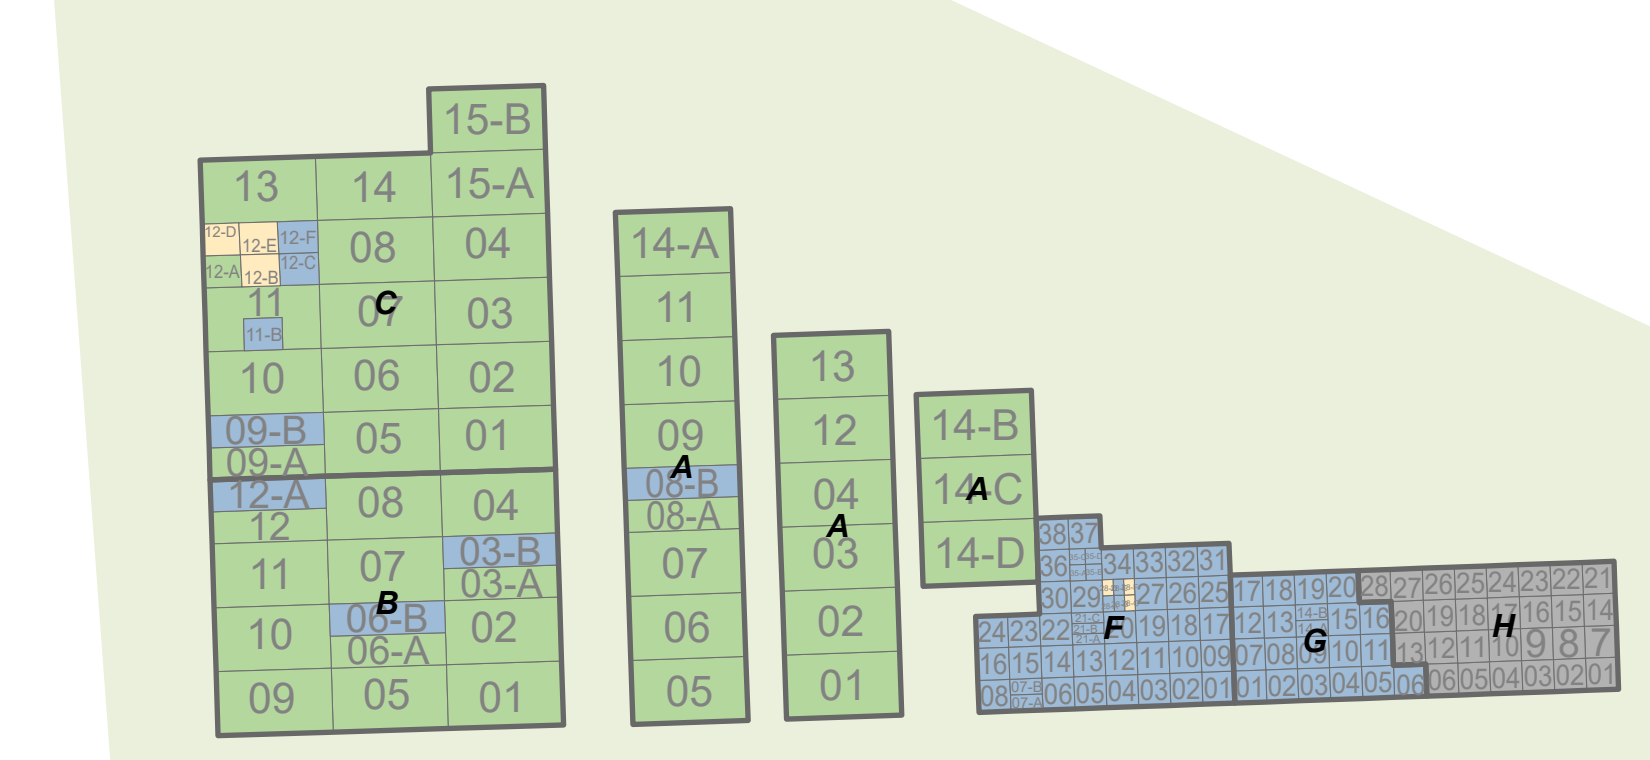 15-B
13 14 15-A
12-D 12-E 12-F 08 04
12-A 12-B 12-C
11 07 03
C
11-B
10 06 02
09-B 05 01
09-A
12-A 08 04
12
11 07 03-B
03-A
B
10 06-B 02
06-A
09 05 01
14-A
11
10
09
A
08-B
08-A
07
06
05
13
12
04
A
03
02
01
14-B
14-C
A
14-D
38 37
36 34 33 32 31
30 29 27 26 25
24 23 22 21-C 19 18 17
21-B
21-A
F
16 15 14 13 12 11 10 09
08 07-B 06 05 04 03 02 01
07-A
17 18 19 20
12 13 14-B 15 16
14-A
G
07 08 09 10 11
01 02 03 04 05 06
28 27 26 25 24 23 22 21
20 19 18 17 16 15 14
H
13 12 11 10 9 8 7
06 05 04 03 02 01